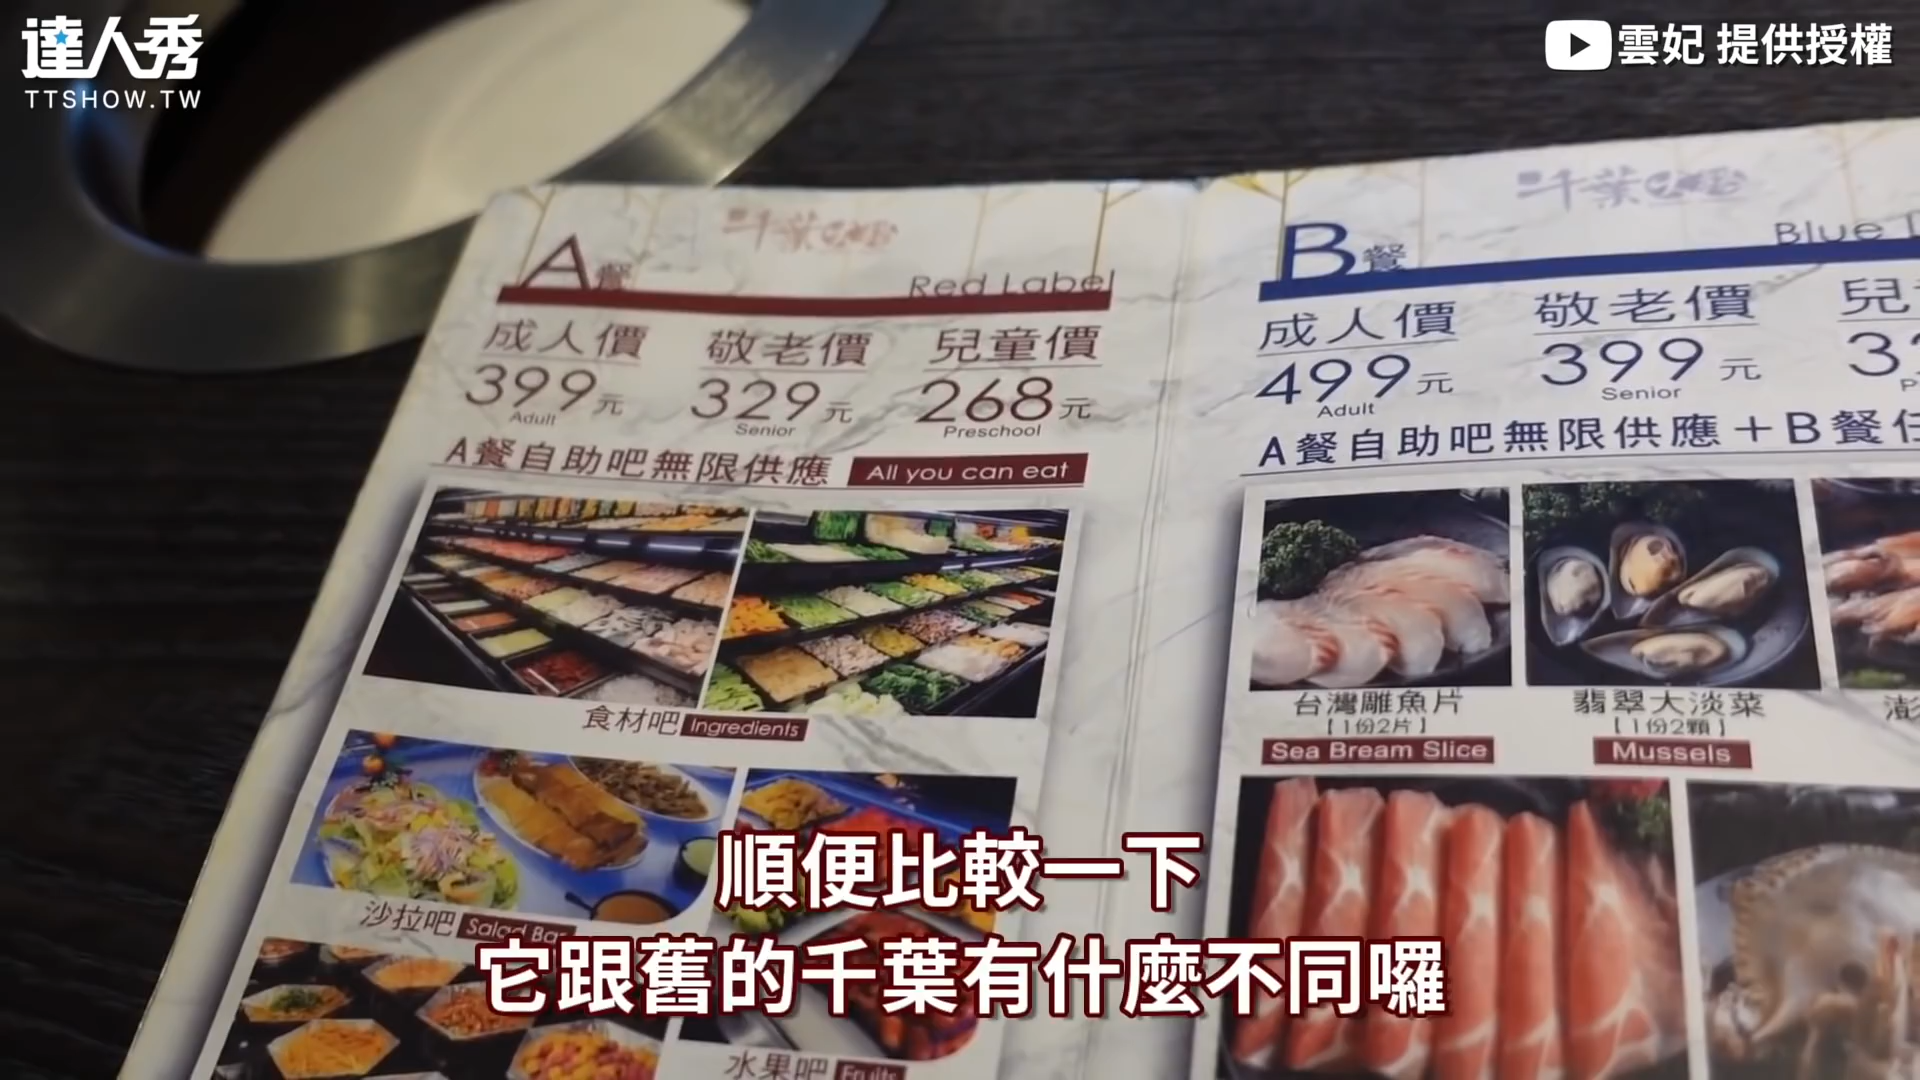 達人秀
TTSHOW.TW
雲妃 提供授權
千葉
A餐
Red Label
成人價 敬老價 兒童價
399元 329元 268元
Adult Senior Preschool
A餐自助吧無限供應 All you can eat
食材吧 Ingredients
沙拉吧 Salad Bar
水果吧 Fruits
千葉
B餐
Blue
成人價 敬老價
499元 399元
Adult Senior
A餐自助吧無限供應+B餐任
台灣雕魚片 翡翠大淡菜
【1份2片】 【1份2顆】
Sea Bream Slice Mussels
順便比較一下
它跟舊的千葉有什麼不同囉